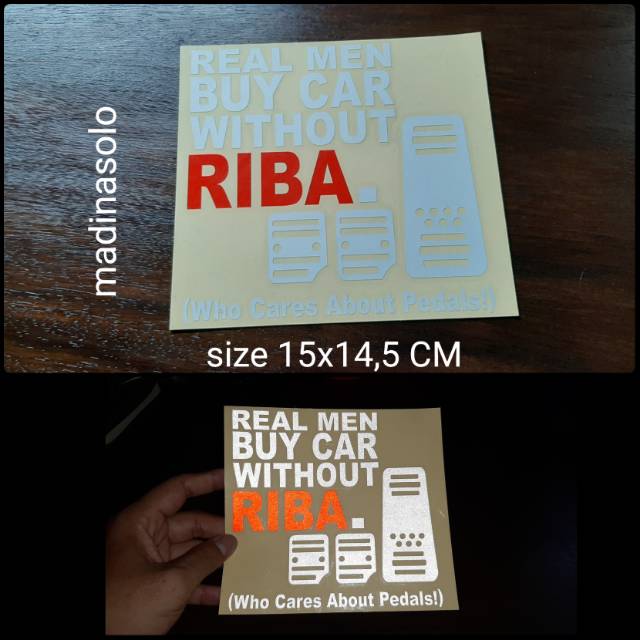 madinasolo
REAL MEN
BUY CAR
WITHOUT
RIBA.
(Who Cares About Pedals!)
size 15x14,5 CM
REAL MEN
BUY CAR
WITHOUT
RIBA.
(Who Cares About Pedals!)